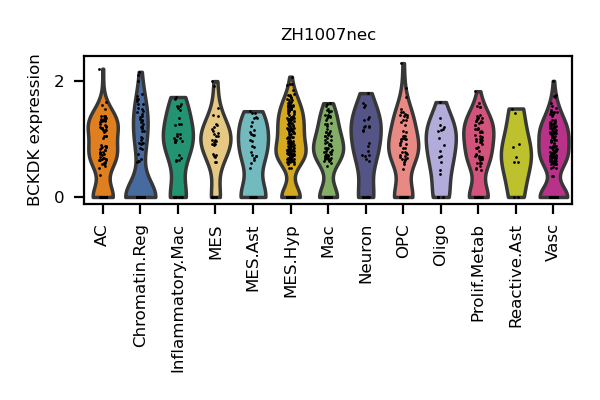 ZH1007nec
BCKDK expression
2
0
AC
Chromatin.Reg
Inflammatory.Mac
MES
MES.Ast
MES.Hyp
Mac
Neuron
OPC
Oligo
Prolif.Metab
Reactive.Ast
Vasc